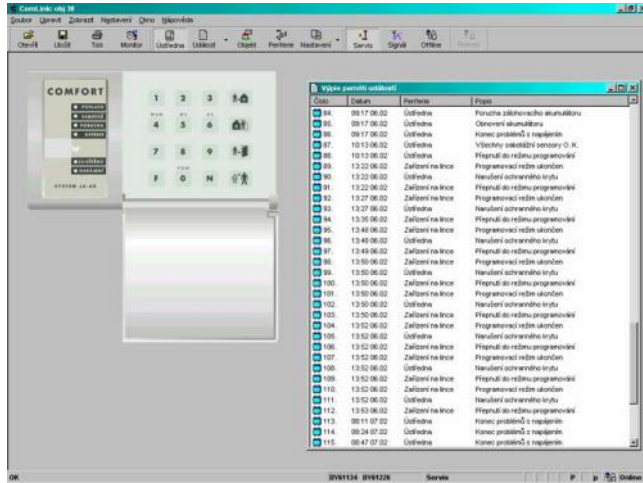 ComLink: obj 38
Soubor Upravit Zobrazit Nastavení Okno Nápověda
Otevřít Uložit Tisk Monitor Ústředna Událost Objekt Periferie Nastavení Servis Signál Offline
COMFORT
1 2 3
4 5 6
7 8 9
F 0 N
Výpis paměti událostí
Číslo Datum Periferie Popis
84. 09:17 06.02 Ústředna Porucha zálohovacího akumulátoru
85. 09:17 06.02 Ústředna Obnovení akumulátoru
86. 09:17 06.02 Ústředna Konec problémů s napájením
87. 10:13 06.02 Ústředna Všechny sabotážní sensory O. K.
88. 10:13 06.02 Ústředna Přepnutí do režimu programování
89. 13:22 06.02 Zařízení na lince Programovací režim ukončen
90. 13:22 06.02 Ústředna Narušení ochranného krytu
91. 13:22 06.02 Zařízení na lince Přepnutí do režimu programování
92. 13:27 06.02 Zařízení na lince Programovací režim ukončen
93. 13:27 06.02 Ústředna Narušení ochranného krytu
94. 13:35 06.02 Zařízení na lince Přepnutí do režimu programování
95. 13:48 06.02 Zařízení na lince Programovací režim ukončen
96. 13:48 06.02 Ústředna Narušení ochranného krytu
97. 13:49 06.02 Zařízení na lince Přepnutí do režimu programování
98. 13:50 06.02 Zařízení na lince Programovací režim ukončen
99. 13:50 06.02 Ústředna Narušení ochranného krytu
100. 13:50 06.02 Zařízení na lince Přepnutí do režimu programování
101. 13:50 06.02 Zařízení na lince Programovací režim ukončen
102. 13:50 06.02 Ústředna Narušení ochranného krytu
103. 13:50 06.02 Zařízení na lince Přepnutí do režimu programování
104. 13:52 06.02 Zařízení na lince Programovací režim ukončen
105. 13:52 06.02 Ústředna Narušení ochranného krytu
106. 13:52 06.02 Zařízení na lince Přepnutí do režimu programování
107. 13:52 06.02 Zařízení na lince Programovací režim ukončen
108. 13:52 06.02 Ústředna Narušení ochranného krytu
109. 13:52 06.02 Zařízení na lince Přepnutí do režimu programování
110. 13:52 06.02 Zařízení na lince Programovací režim ukončen
111. 13:52 06.02 Ústředna Narušení ochranného krytu
112. 13:53 06.02 Zařízení na lince Přepnutí do režimu programování
113. 08:11 07.02 Ústředna Konec problémů s napájením
114. 08:24 07.02 Ústředna Konec problémů s napájením
115. 08:47 07.02 Ústředna Konec problémů s napájením
OK BY61134 BY61226 Servis P p Online